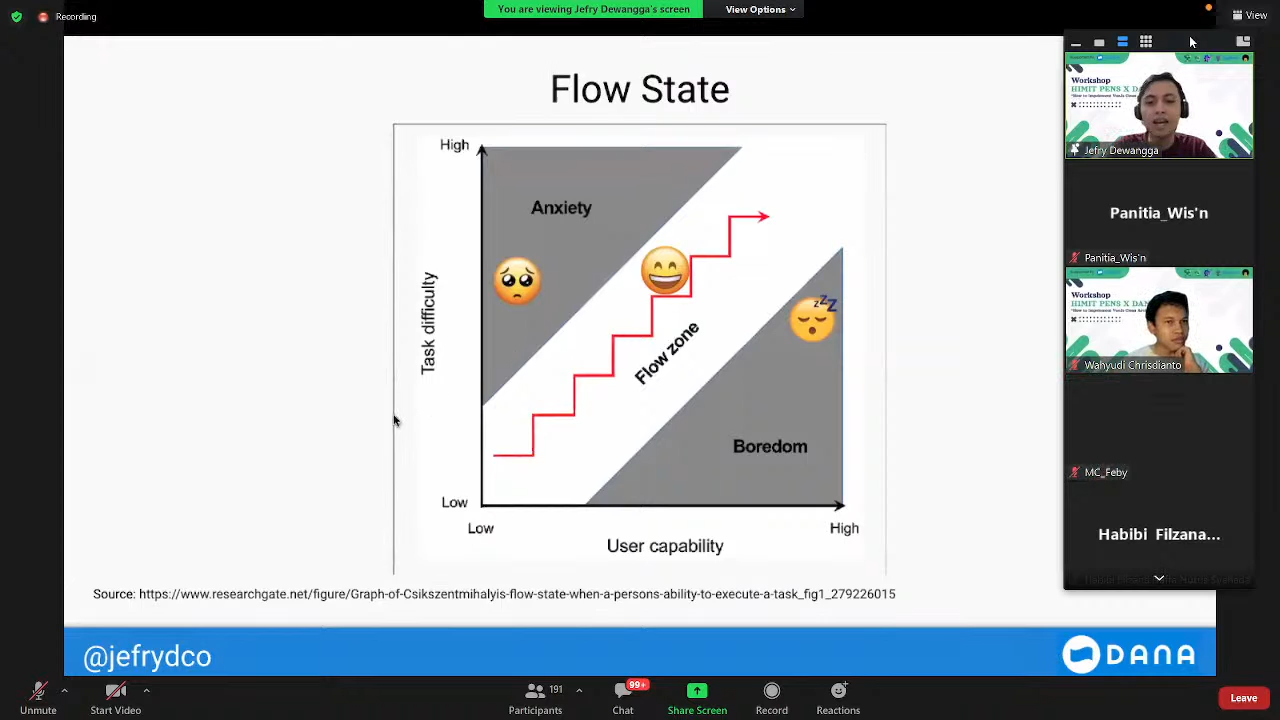 Recording
You are viewing Jefry Dewangga's screen
View Options
View
Flow State
High
Anxiety
Task difficulty
Flow zone
zzZ
Boredom
Low
Low
High
User capability
Source: https://www.researchgate.net/figure/Graph-of-Csikszentmihalyis-flow-state-when-a-persons-ability-to-execute-a-task_fig1_279226015
@jefrydco
DANA
Workshop
HIMIT PENS X DA
Jefry Dewangga
Panitia_Wis'n
Panitia_Wis'n
Workshop
HIMIT PENS X DAN
Wahyudi Chrisdianto
MC_Feby
Habibi Filzana...
Unmute
Start Video
191
Participants
99+
Chat
Share Screen
Record
Reactions
Leave